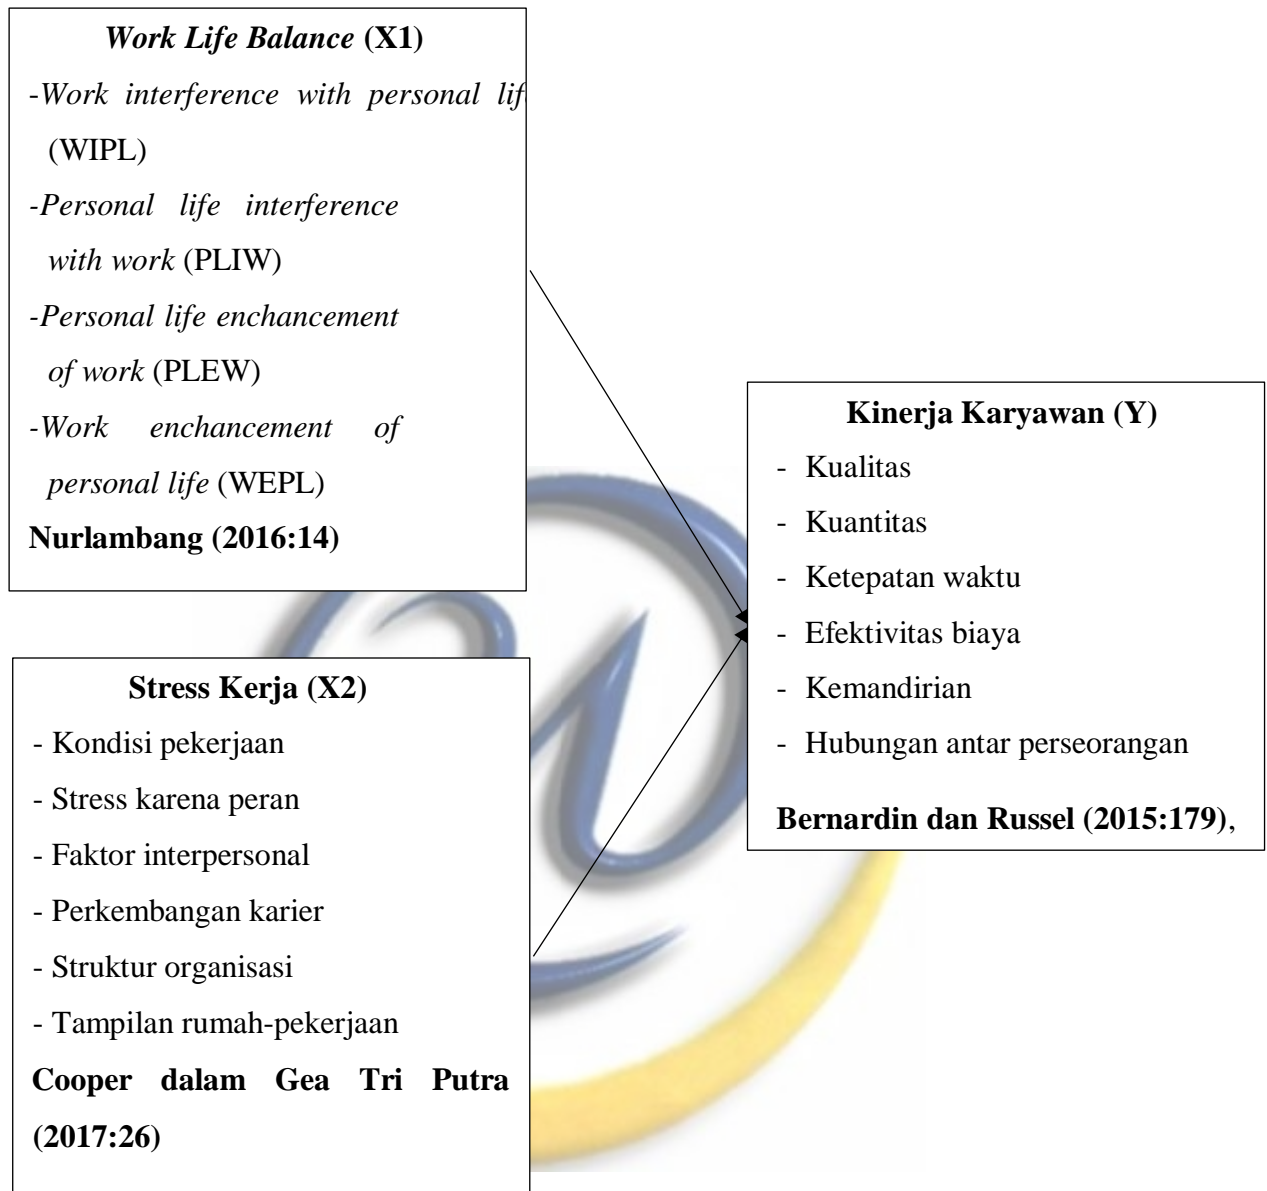 Work Life Balance (X1)
-Work interference with personal lif
(WIPL)
-Personal life interference
with work (PLIW)
-Personal life enchancement
of work (PLEW)
-Work enchancement of
personal life (WEPL)
Nurlambang (2016:14)
Stress Kerja (X2)
- Kondisi pekerjaan
- Stress karena peran
- Faktor interpersonal
- Perkembangan karier
- Struktur organisasi
- Tampilan rumah-pekerjaan
Cooper dalam Gea Tri Putra
(2017:26)
Kinerja Karyawan (Y)
- Kualitas
- Kuantitas
- Ketepatan waktu
- Efektivitas biaya
- Kemandirian
- Hubungan antar perseorangan
Bernardin dan Russel (2015:179),